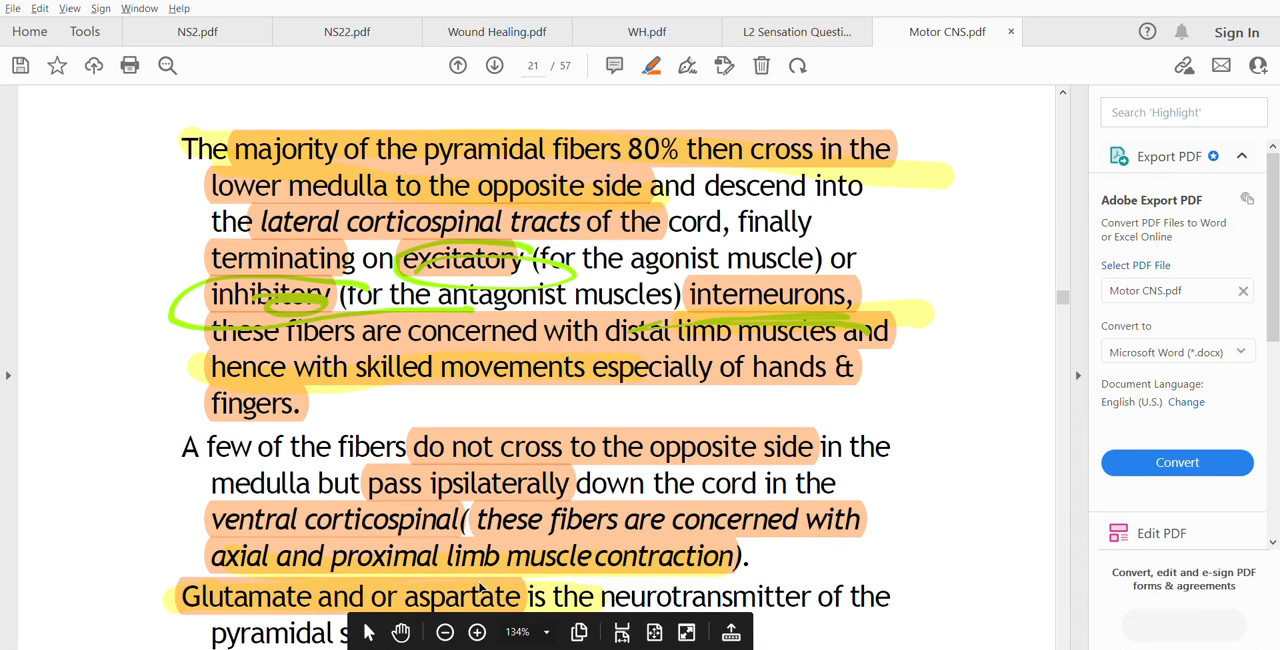 File Edit View Sign Window Help
Home Tools NS2.pdf NS22.pdf Wound Healing.pdf WH.pdf L2 Sensation Questi... Motor CNS.pdf × Sign In
21 / 57
Search 'Highlight'
The majority of the pyramidal fibers 80% then cross in the
lower medulla to the opposite side and descend into
the lateral corticospinal tracts of the cord, finally
terminating on excitatory (for the agonist muscle) or
inhibitory (for the antagonist muscles) interneurons,
these fibers are concerned with distal limb muscles and
hence with skilled movements especially of hands &
fingers.
A few of the fibers do not cross to the opposite side in the
medulla but pass ipsilaterally down the cord in the
ventral corticospinal( these fibers are concerned with
axial and proximal limb muscle contraction).
Glutamate and or aspartate is the neurotransmitter of the
pyramidal s
134%
Export PDF
Adobe Export PDF
Convert PDF Files to Word
or Excel Online
Select PDF File
Motor CNS.pdf
Convert to
Microsoft Word (*.docx)
Document Language:
English (U.S.) Change
Convert
Edit PDF
Convert, edit and e-sign PDF
forms & agreements